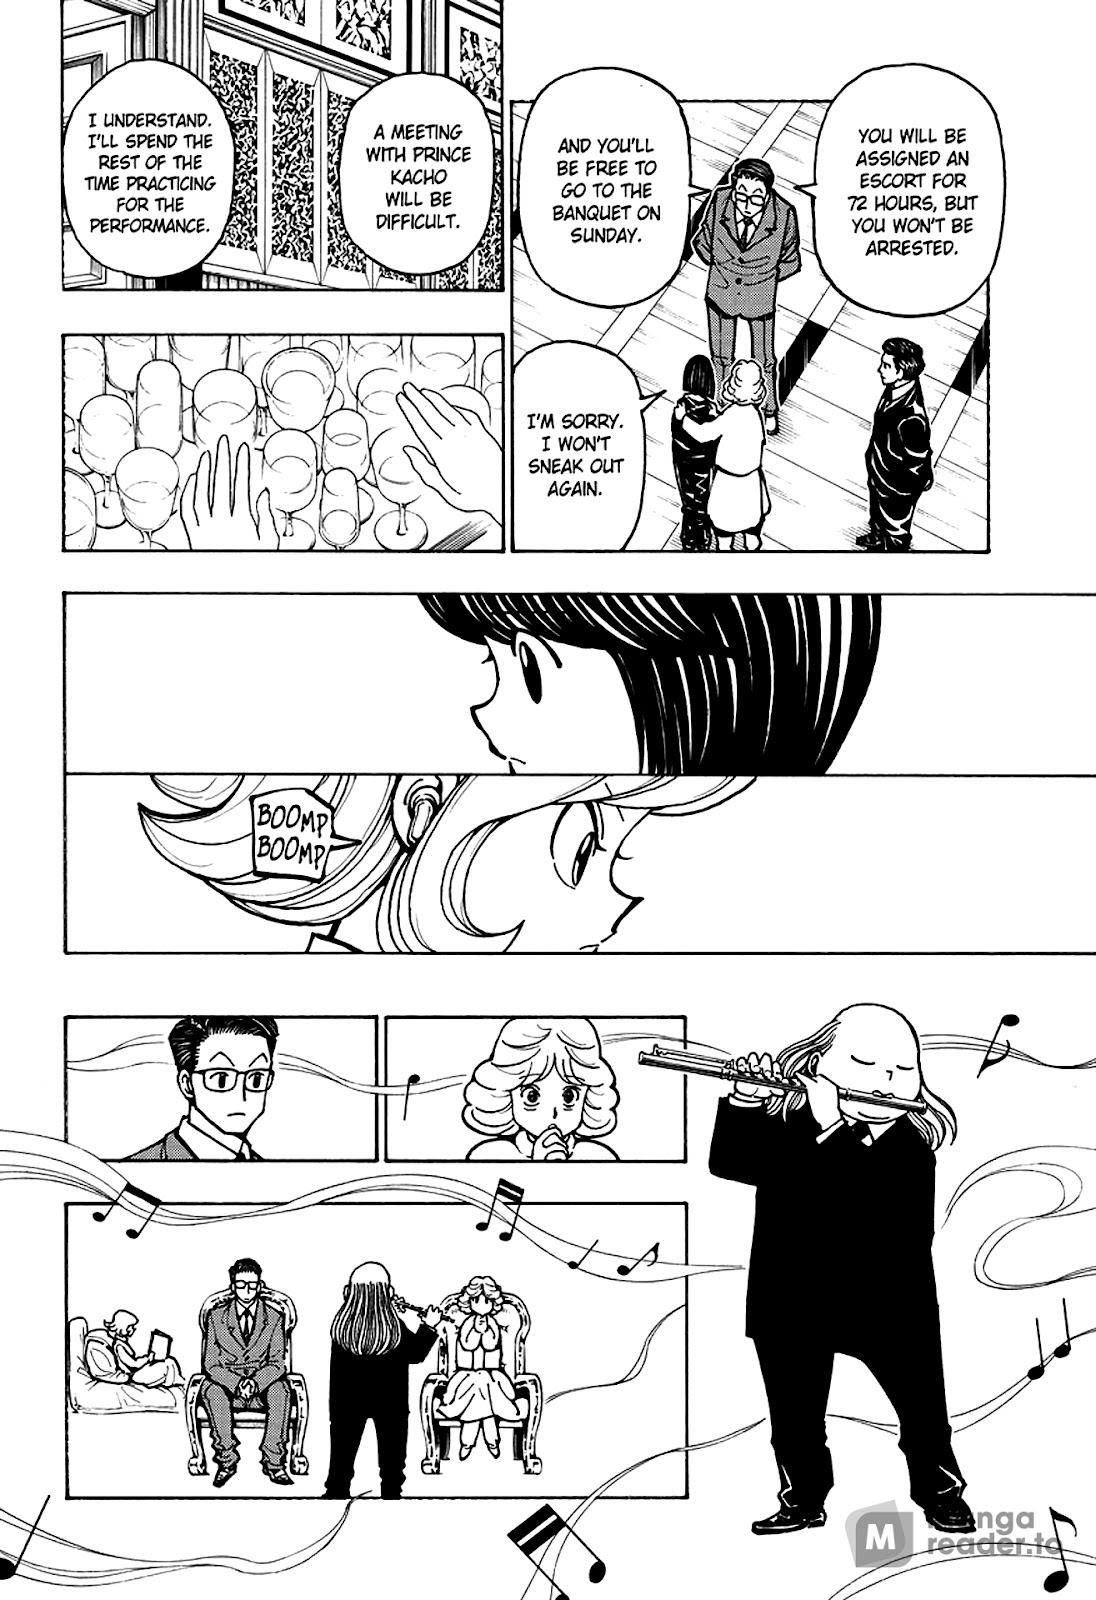 YOU WILL BE
ASSIGNED AN
ESCORT FOR
72 HOURS, BUT
YOU WON'T BE
ARRESTED.
AND YOU'LL
BE FREE TO
GO TO THE
BANQUET ON
SUNDAY.
I'M SORRY.
I WON'T
SNEAK OUT
AGAIN.
A MEETING
WITH PRINCE
KACHO
WILL BE
DIFFICULT.
I UNDERSTAND.
I'LL SPEND THE
REST OF THE
TIME PRACTICING
FOR THE
PERFORMANCE.
BOOMP
BOOMP
M
Manga
reader.to